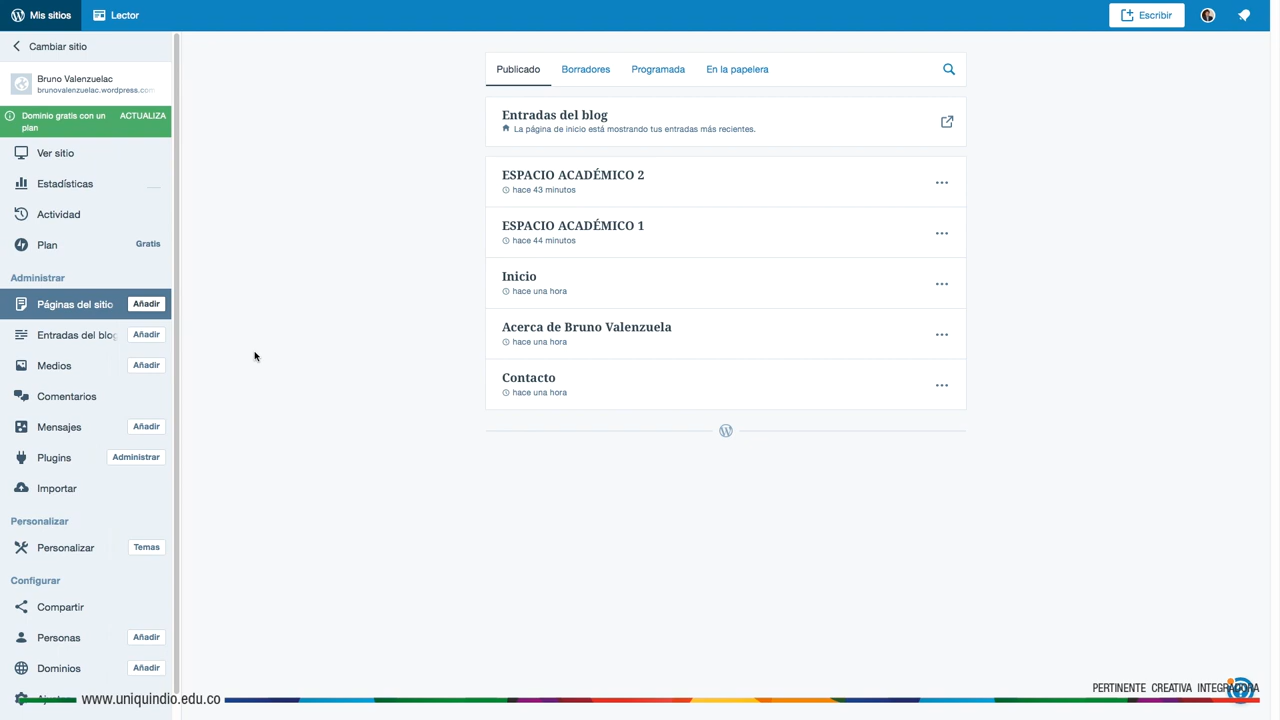 Mis sitios
Lector
Escribir
Cambiar sitio
Bruno Valenzuelac
brunovalenzuelac.wordpress.com
Dominio gratis con un plan
ACTUALIZA
Ver sitio
Estadísticas
Actividad
Plan
Gratis
Administrar
Páginas del sitio
Añadir
Entradas del blog
Añadir
Medios
Añadir
Comentarios
Mensajes
Añadir
Plugins
Administrar
Importar
Personalizar
Personalizar
Temas
Configurar
Compartir
Personas
Añadir
Dominios
Añadir
Publicado
Borradores
Programada
En la papelera
Entradas del blog
La página de inicio está mostrando tus entradas más recientes.
ESPACIO ACADÉMICO 2
hace 43 minutos
ESPACIO ACADÉMICO 1
hace 44 minutos
Inicio
hace una hora
Acerca de Bruno Valenzuela
hace una hora
Contacto
hace una hora
www.uniquindio.edu.co
PERTINENTE CREATIVA INTEGRADORA